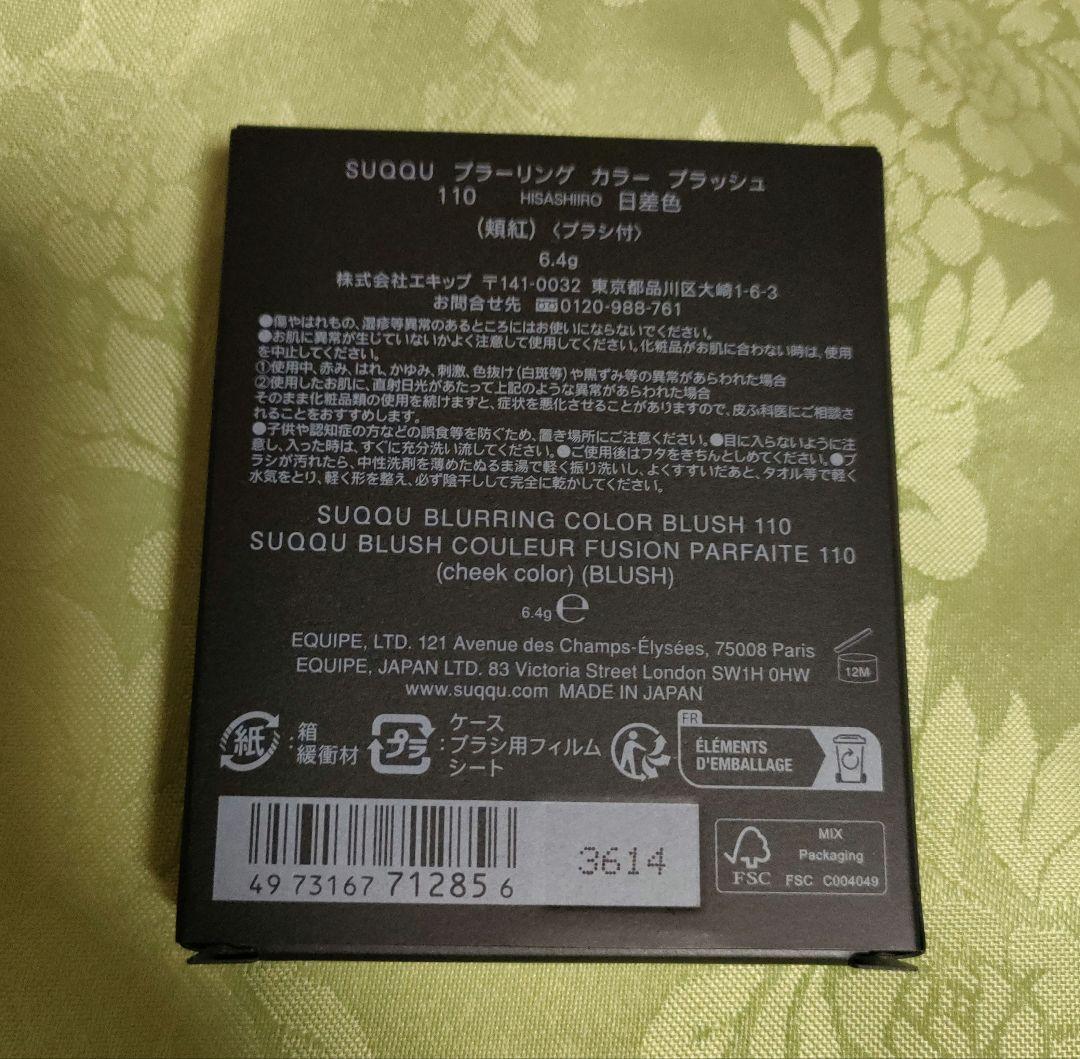 SUQQU ブラーリング カラー ブラッシュ
110 HISASHIIRO 日差色
（頬紅）〈ブラシ付〉
6.4g
株式会社エキップ 〒141-0032 東京都品川区大崎1-6-3
お問合せ先 0120-988-761
●傷やはれもの、湿疹等異常のあるところにはお使いにならないでください。
●お肌に異常が生じていないかよく注意して使用してください。化粧品がお肌に合わない時は、使用
を中止してください。
①使用中、赤み、はれ、かゆみ、刺激、色抜け（白斑等）や黒ずみ等の異常があらわれた場合
②使用したお肌に、直射日光があたって上記のような異常があらわれた場合
そのまま化粧品類の使用を続けますと、症状を悪化させることがありますので、皮ふ科医にご相談さ
れることをおすすめします。
●子供や認知症の方などの誤食等を防ぐため、置き場所にご注意ください。●目に入らないように注
意し、入った時は、すぐに充分洗い流してください。●ご使用後はフタをきちんとしめてください。●ブ
ラシが汚れたら、中性洗剤を薄めたぬるま湯で軽く振り洗いし、よくすすいだあと、タオル等で軽く
水気をとり、軽く形を整え、必ず陰干しして完全に乾かしてください。
SUQQU BLURRING COLOR BLUSH 110
SUQQU BLUSH COULEUR FUSION PARFAITE 110
(cheek color) (BLUSH)
6.4g ℮
EQUIPE, LTD. 121 Avenue des Champs-Élysées, 75008 Paris
EQUIPE, JAPAN LTD. 83 Victoria Street London SW1H 0HW
www.suqqu.com MADE IN JAPAN
12M
紙 :箱
緩衝材
プラ :ケース
ブラシ用フィルム
シート
FR
ÉLÉMENTS
D'EMBALLAGE
4973167712856
3614
FSC
MIX
Packaging
FSC C004049